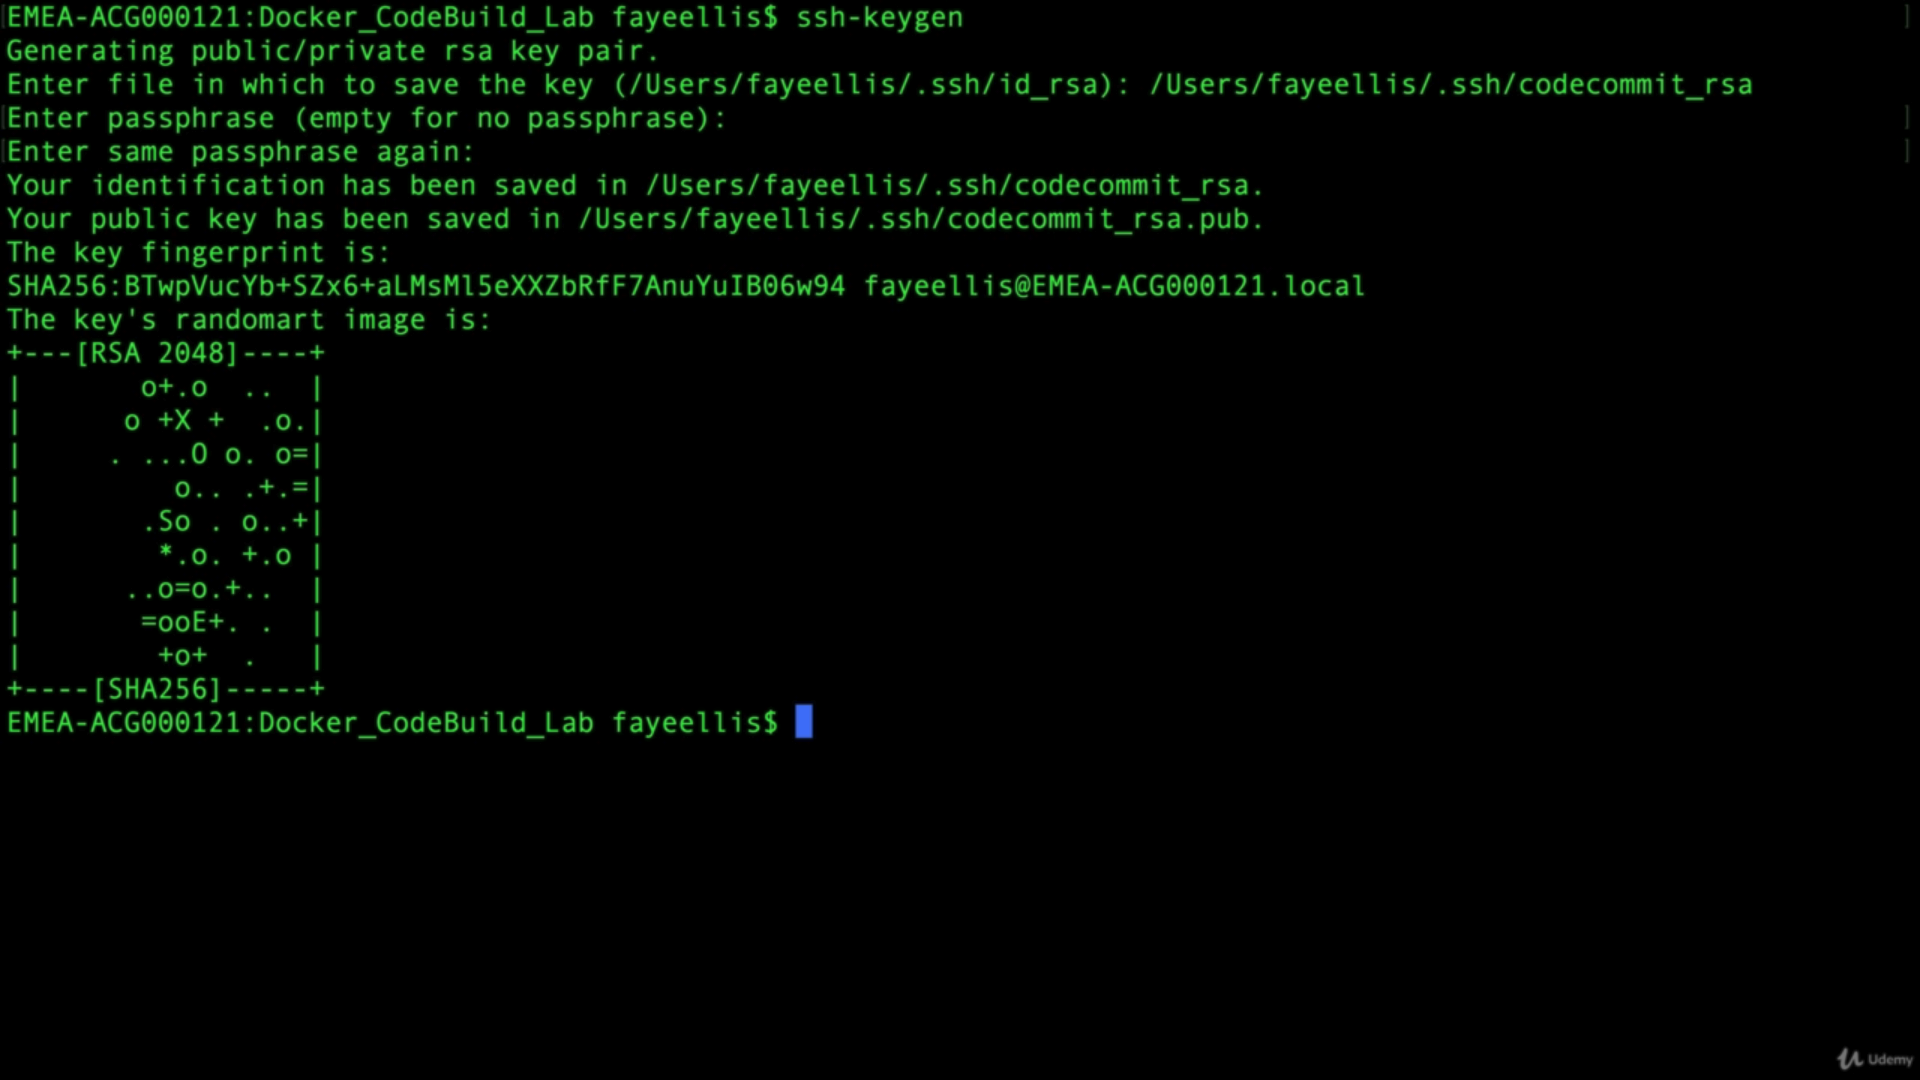 EMEA-ACG000121:Docker_CodeBuild_Lab fayeellis$ ssh-keygen
Generating public/private rsa key pair.
Enter file in which to save the key (/Users/fayeellis/.ssh/id_rsa): /Users/fayeellis/.ssh/codecommit_rsa
Enter passphrase (empty for no passphrase):
Enter same passphrase again:
Your identification has been saved in /Users/fayeellis/.ssh/codecommit_rsa.
Your public key has been saved in /Users/fayeellis/.ssh/codecommit_rsa.pub.
The key fingerprint is:
SHA256:BTwpVucYb+SZx6+aLMsMl5eXXZbRfF7AnuYuIB06w94 fayeellis@EMEA-ACG000121.local
The key's randomart image is:
+---[RSA 2048]----+
|       o+.o  ..  |
|      o +X +  .o.|
|     . ...O o. o=|
|         o.. .+.=|
|       .So . o..+|
|        *.o. +.o |
|      ..o=o.+..  |
|       =ooE+. .  |
|        +o+  .   |
+----[SHA256]-----+
EMEA-ACG000121:Docker_CodeBuild_Lab fayeellis$
Udemy